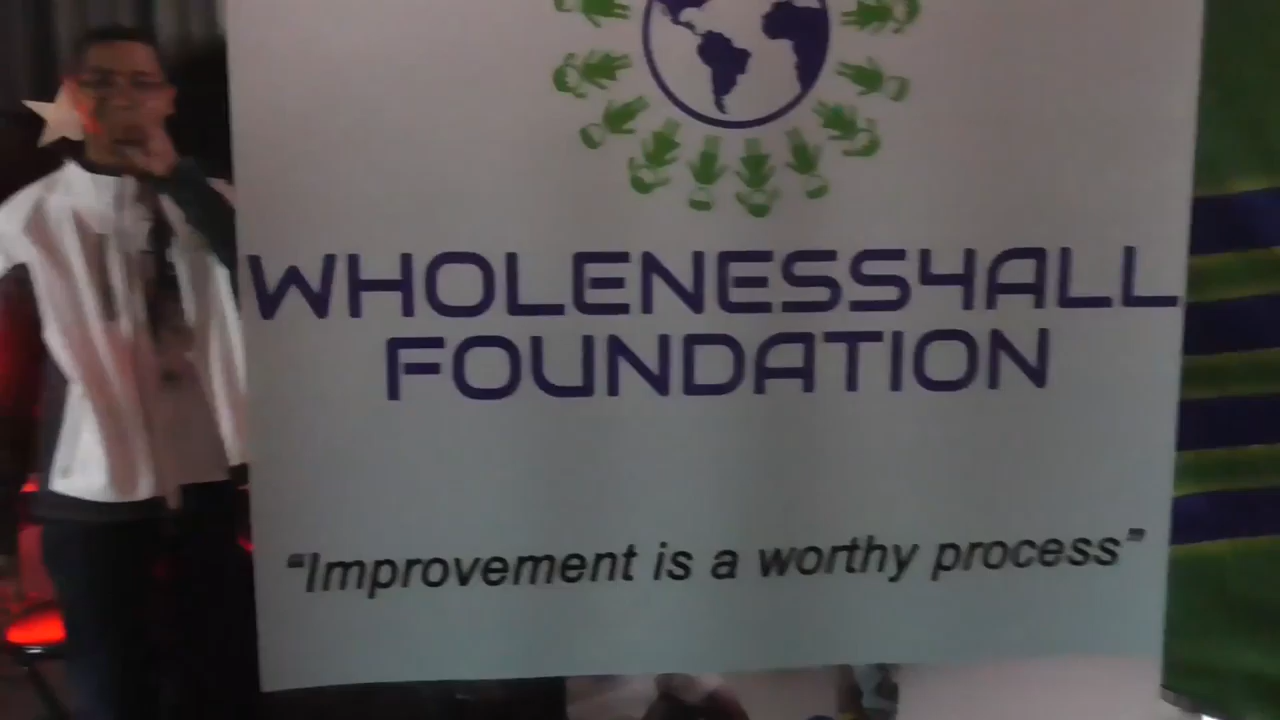 WHOLENESS4ALL
FOUNDATION
“Improvement is a worthy process”